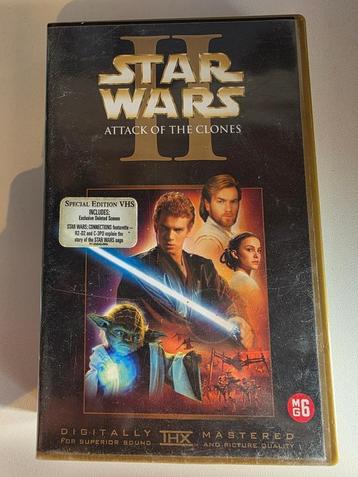 II
STAR
WARS
ATTACK OF THE CLONES
SPECIAL EDITION VHS
INCLUDES:
Exclusive Deleted Scenes
STAR WARS: CONNECTIONS featurette -
R2-D2 and C-3PO explain the
story of the STAR WARS saga
MG6
DIGITALLY THX MASTERED
FOR SUPERIOR SOUND AND PICTURE QUALITY